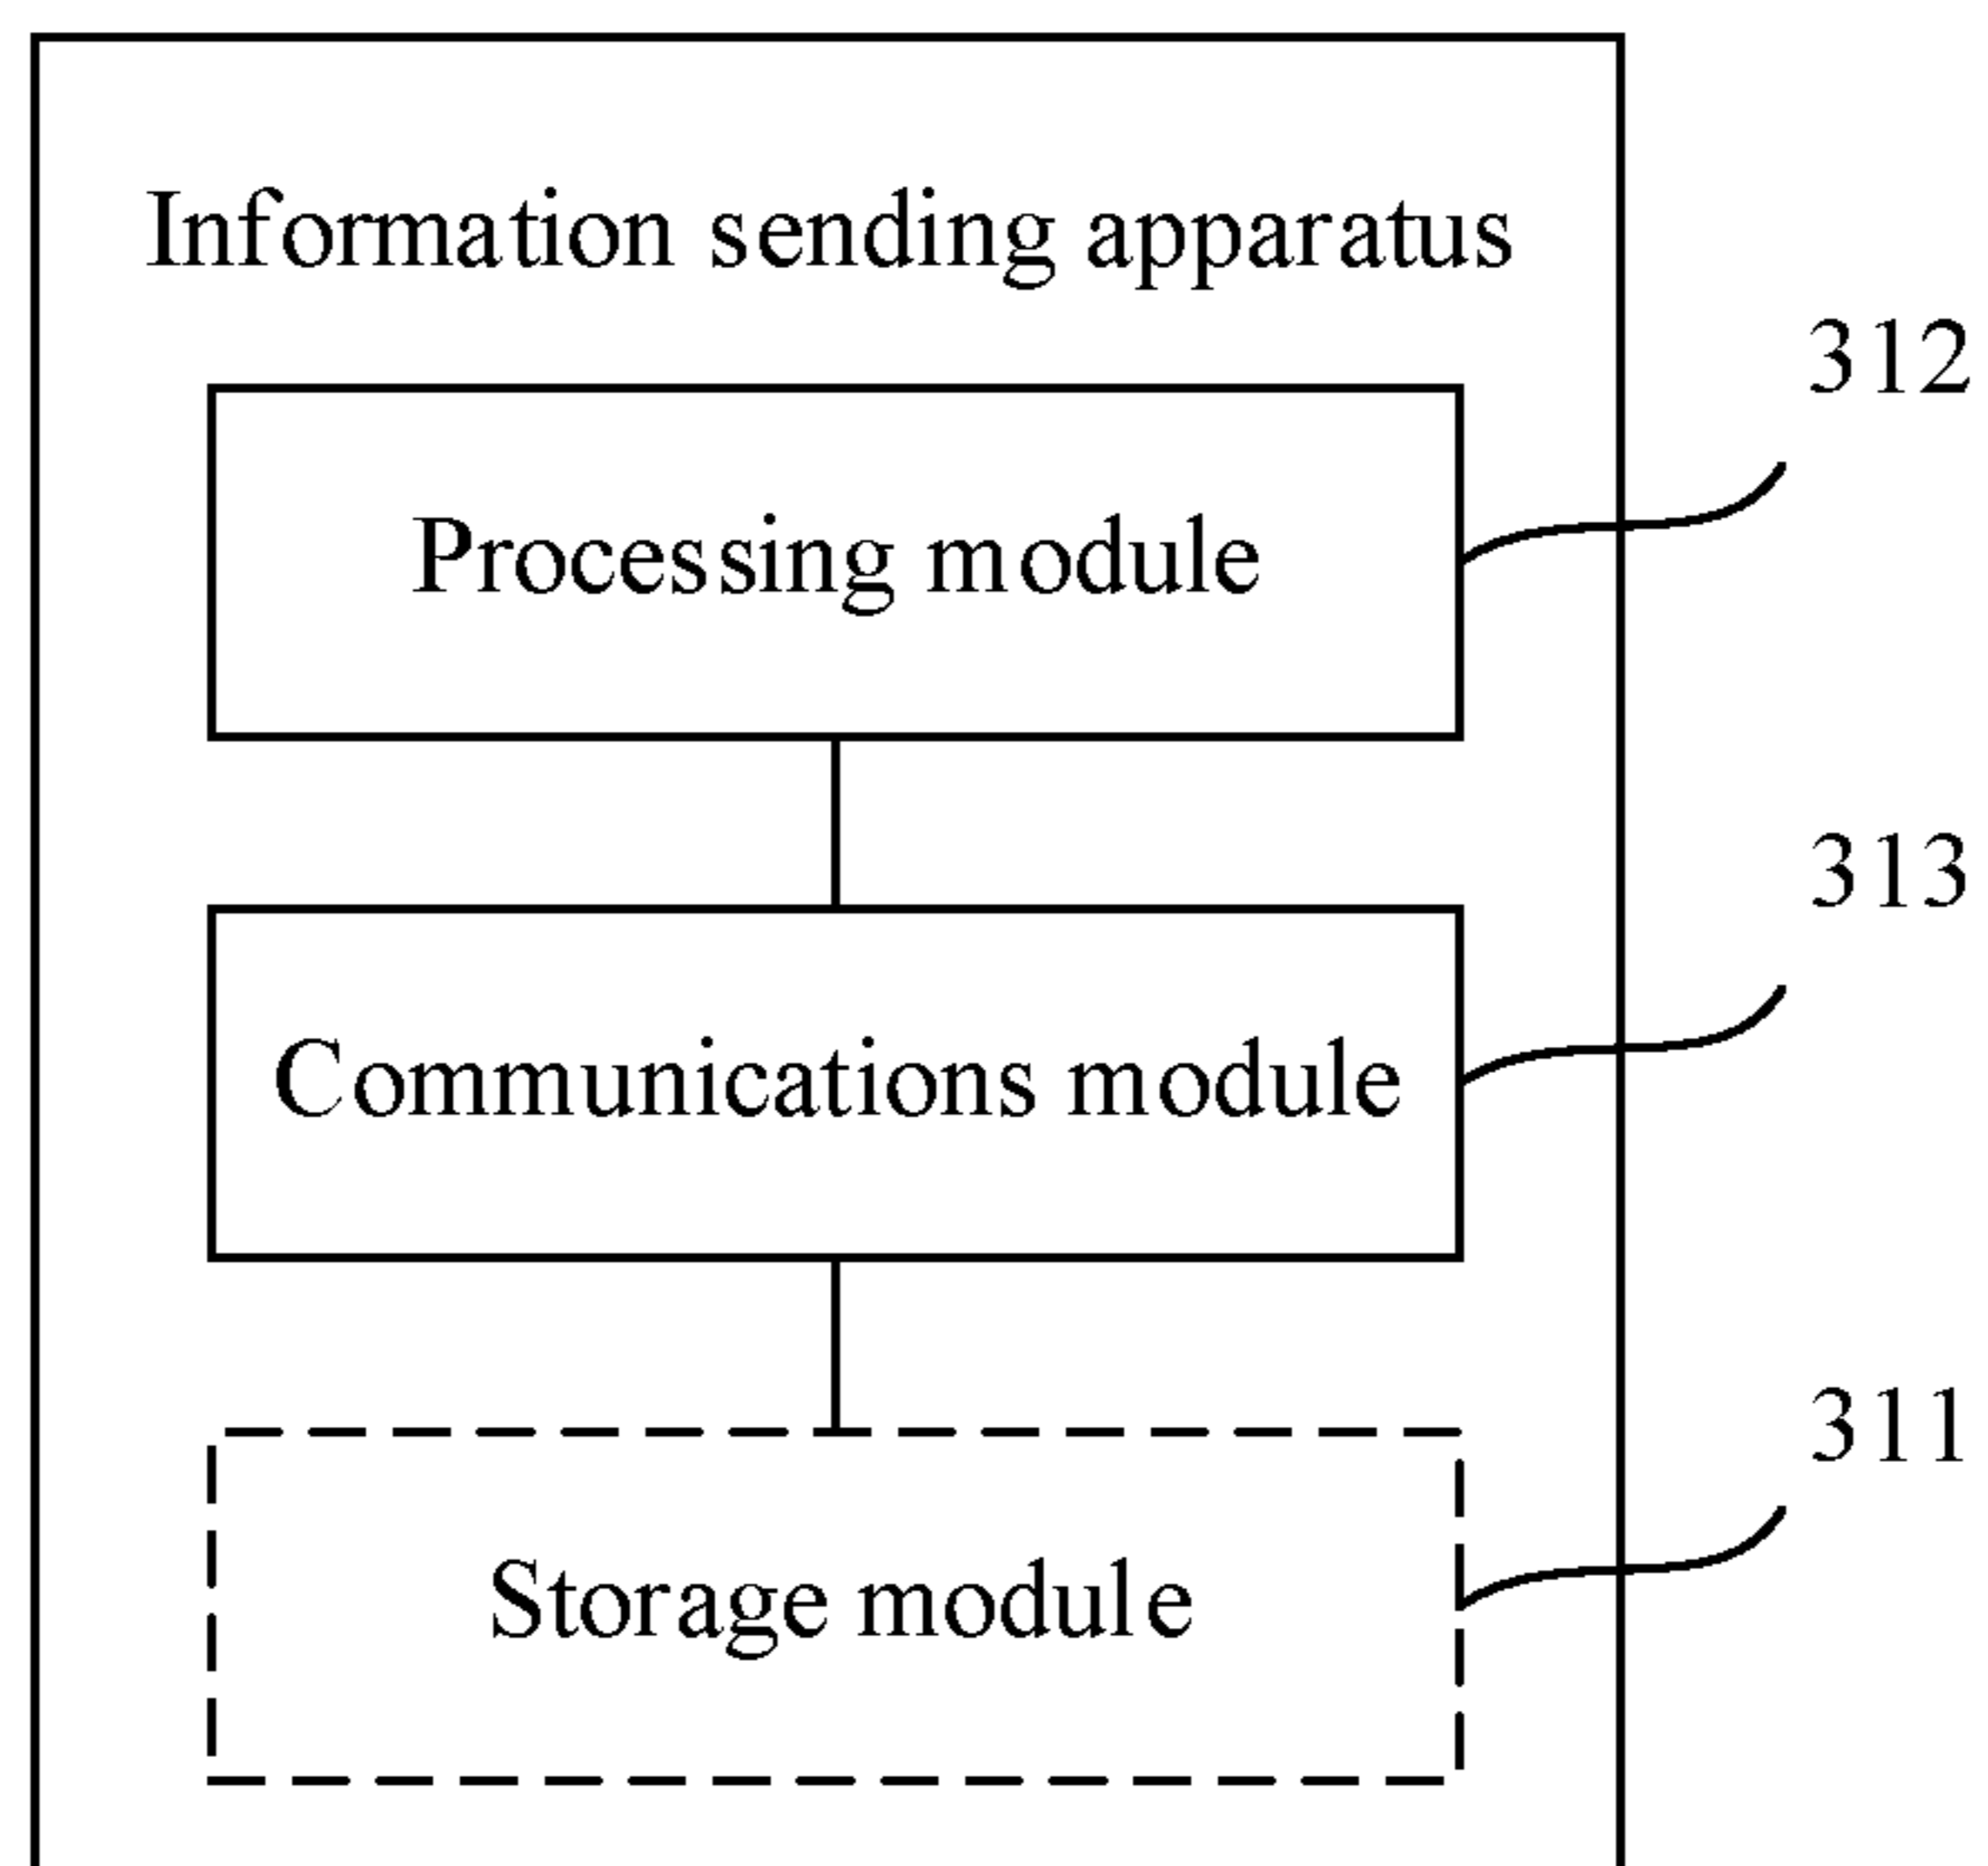 Information sending apparatus
312
Processing module
313
Communications module
311
Storage module